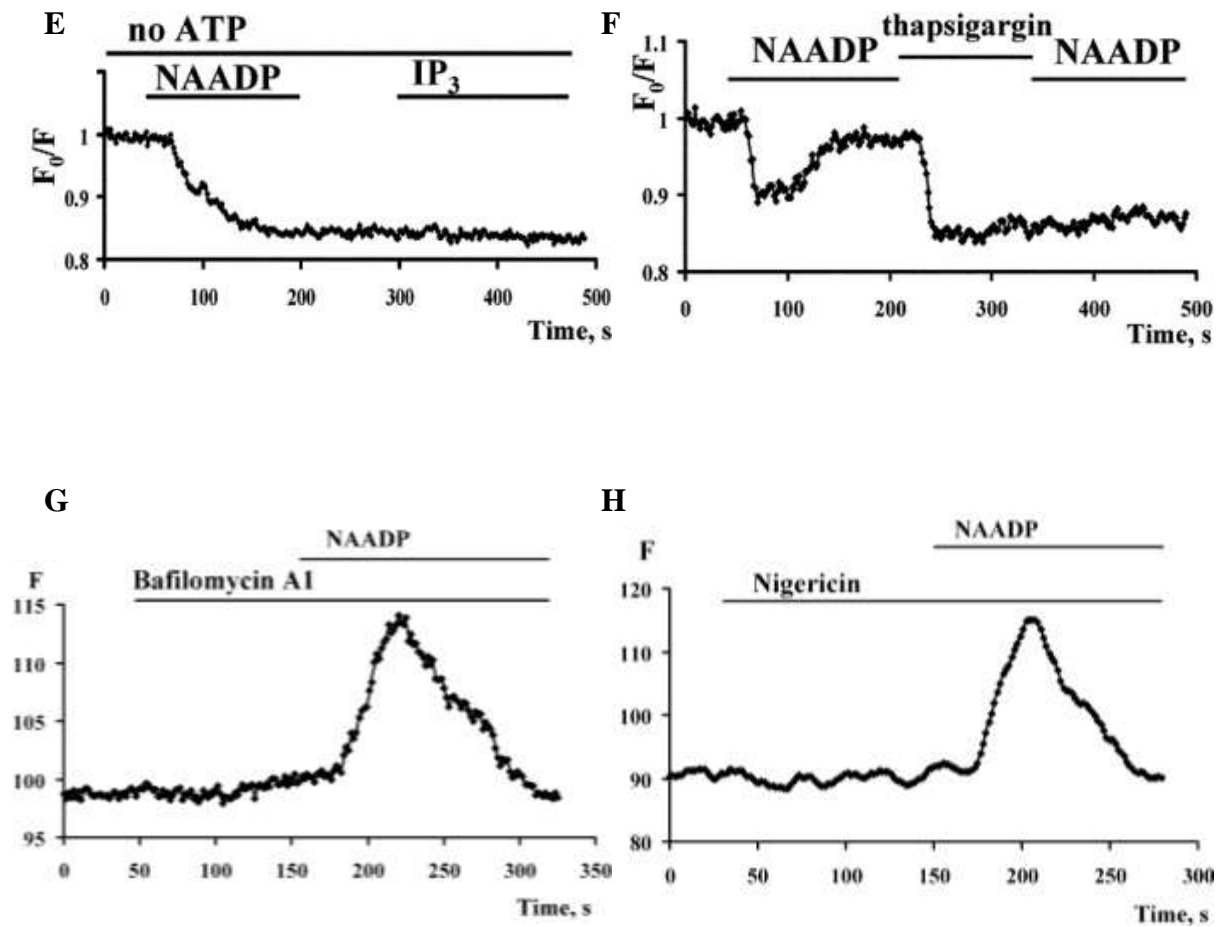 E
no ATP
NAADP
IP₃
F₀/F
1
0.9
0.8
0
100
200
300
400
500
Time, s
F
thapsigargin
NAADP
NAADP
F₀/F
1.1
1
0.9
0.8
0
100
200
300
400
500
Time, s
G
NAADP
Bafilomycin A1
F
115
110
105
100
95
0
50
100
150
200
250
300
350
Time, s
H
NAADP
Nigericin
F
120
110
100
90
80
0
50
100
150
200
250
300
Time, s